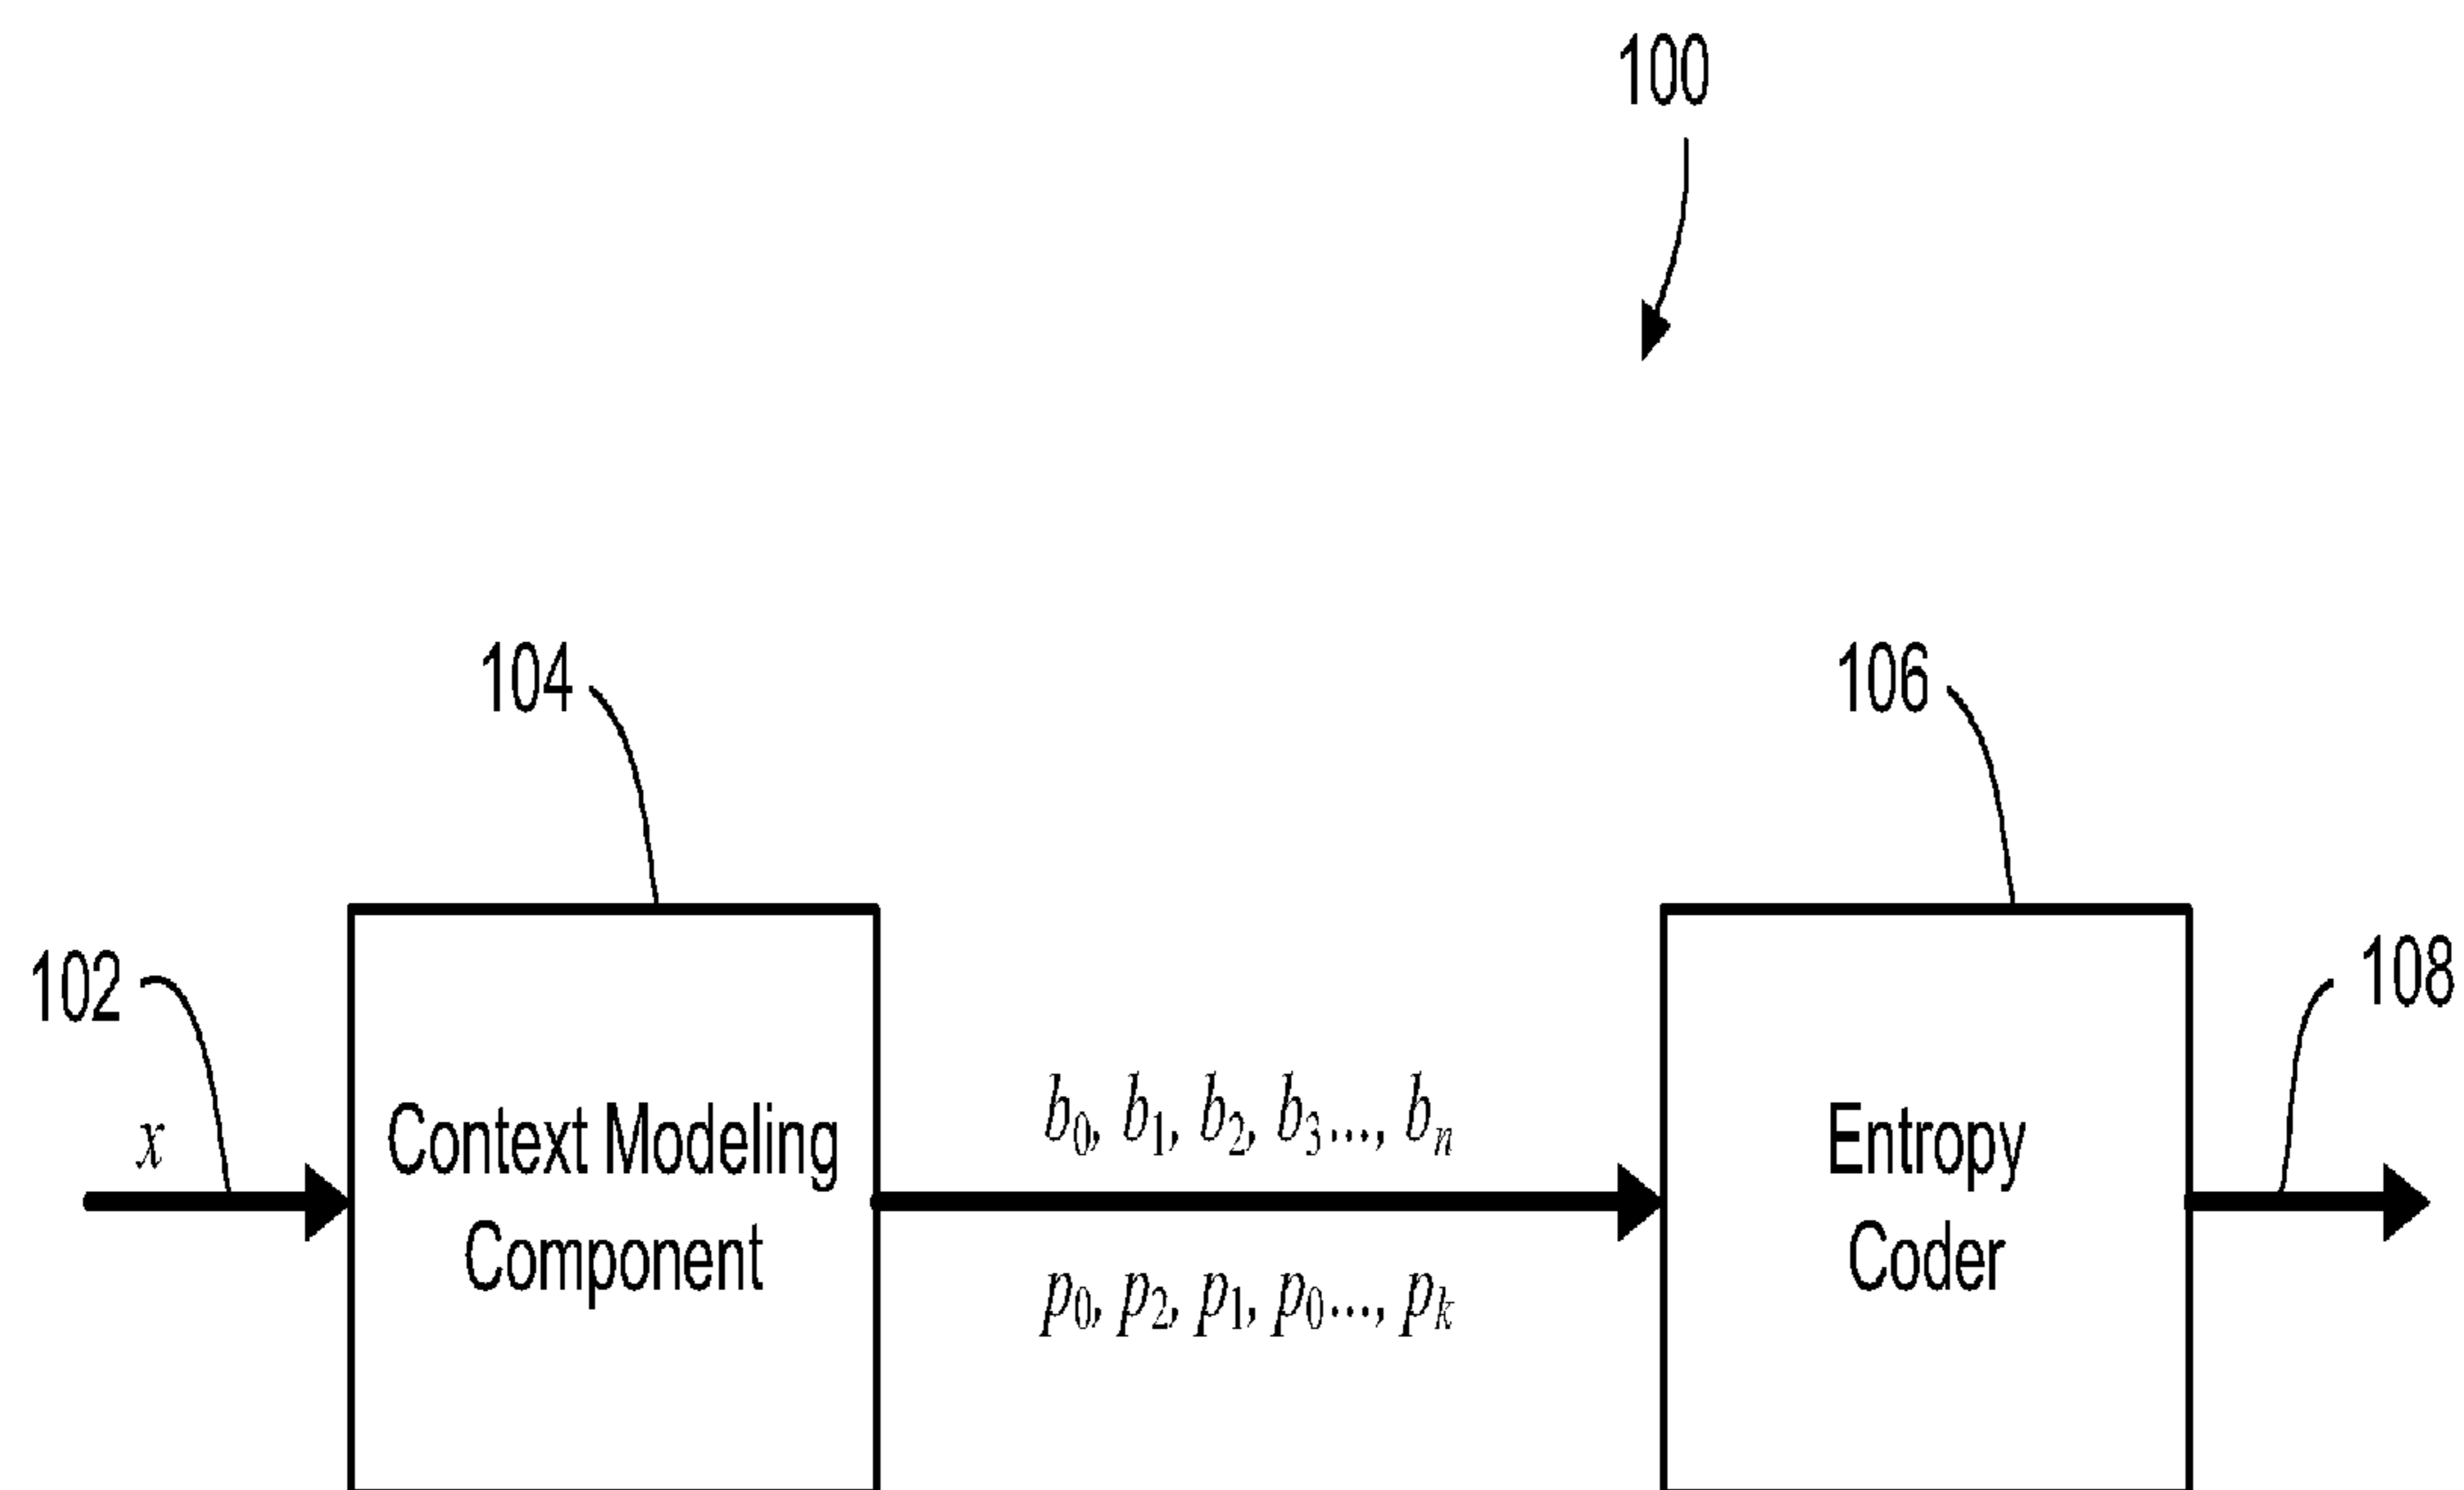 100
104
106
102
108
x
Context Modeling
Component
b₀, b₁, b₂, b₃..., bₙ
p₀, p₂, p₁, p₀..., pₖ
Entropy
Coder